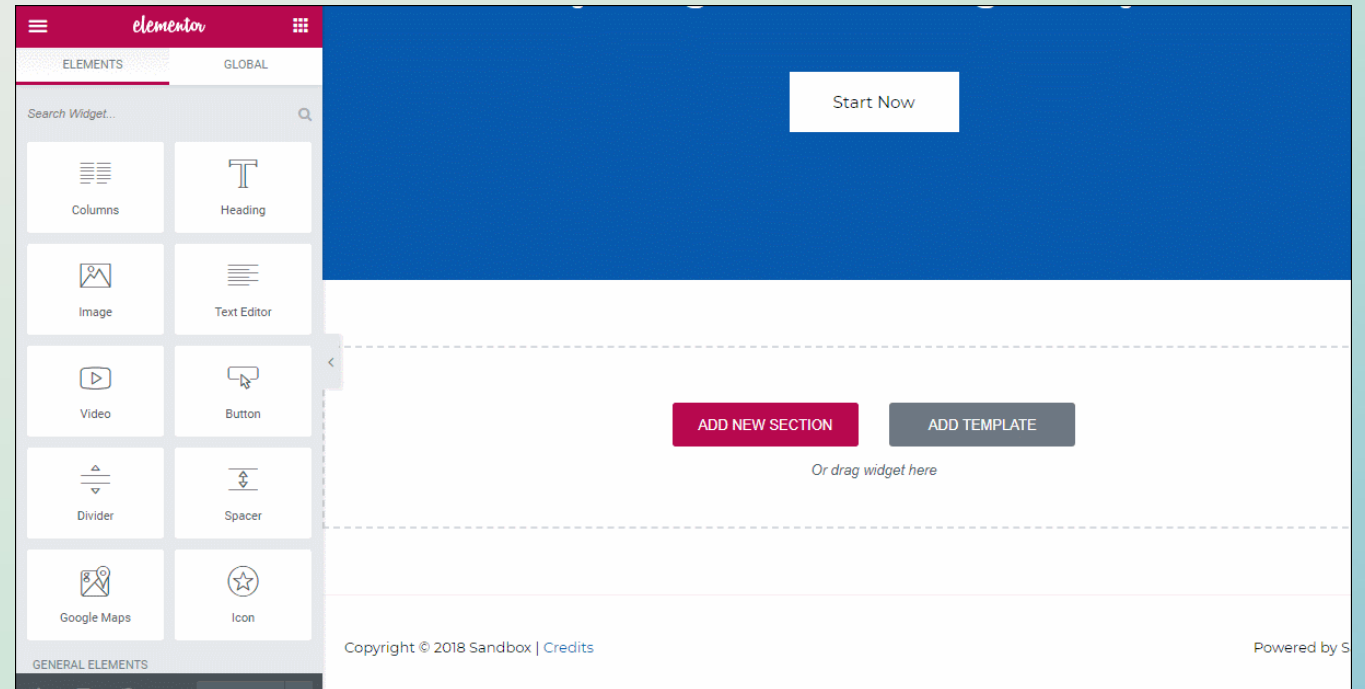 elementor
ELEMENTS
GLOBAL
Search Widget...
Columns
Heading
Image
Text Editor
Video
Button
Divider
Spacer
Google Maps
Icon
GENERAL ELEMENTS
Start Now
ADD NEW SECTION
ADD TEMPLATE
Or drag widget here
Copyright © 2018 Sandbox | Credits
Powered by S